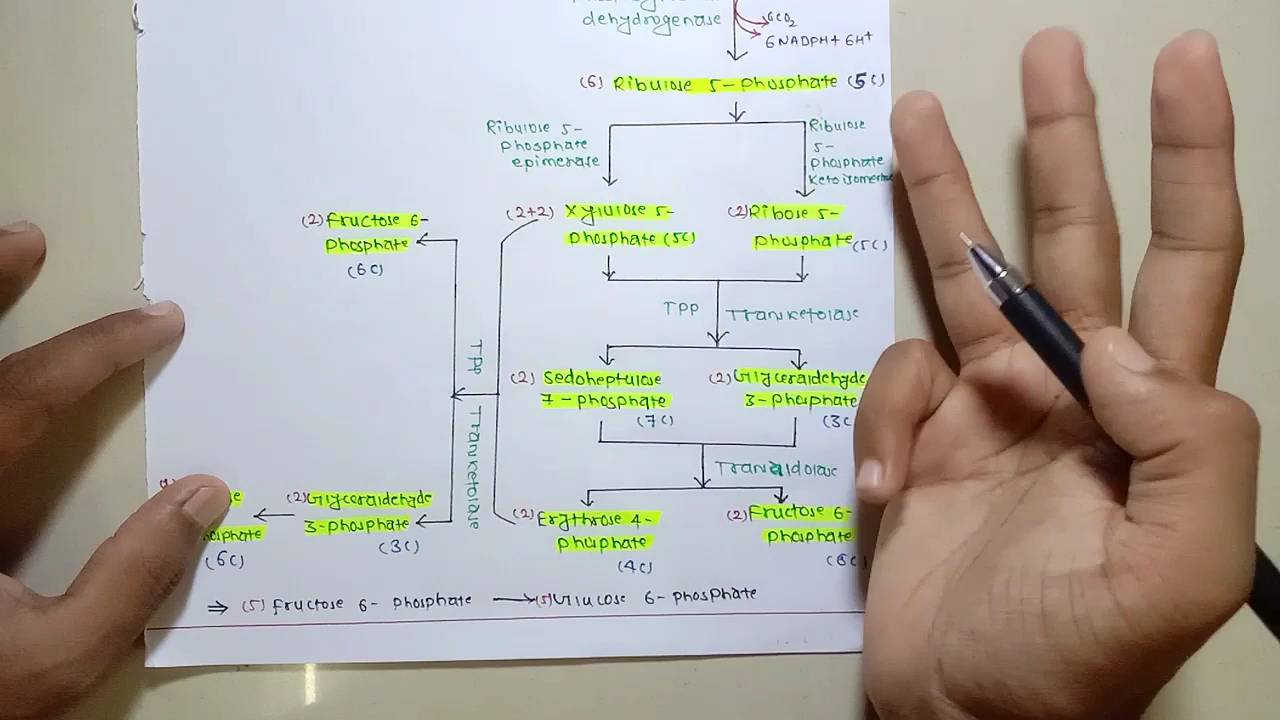 dehydrogenase
6CO2
6NADPH+ 6H+
(6) Ribulose 5-phosphate (5C)
Ribulose 5-
phosphate
epimerase
Ribulose
5-
phosphate
(2+2) Xylulose 5-
phosphate (5C)
(2) Ribose 5-
phosphate (5C)
(2) Fructose 6-
phosphate
(6C)
TPP Transketolase
TPP Transketolase
(2) Sedoheptulose
7-phosphate
(7C)
(2) Glyceraldehyde
3-phosphate
(3C
Transaldolase
(2) Erythrose 4-
phosphate
(4C)
(2) Fructose 6-
phosphate
(6C)
(2) Glyceraldehyde
3-phosphate
(3C)
(6C)
⇒ (5) Fructose 6-phosphate → (5) Glucose 6-phosphate